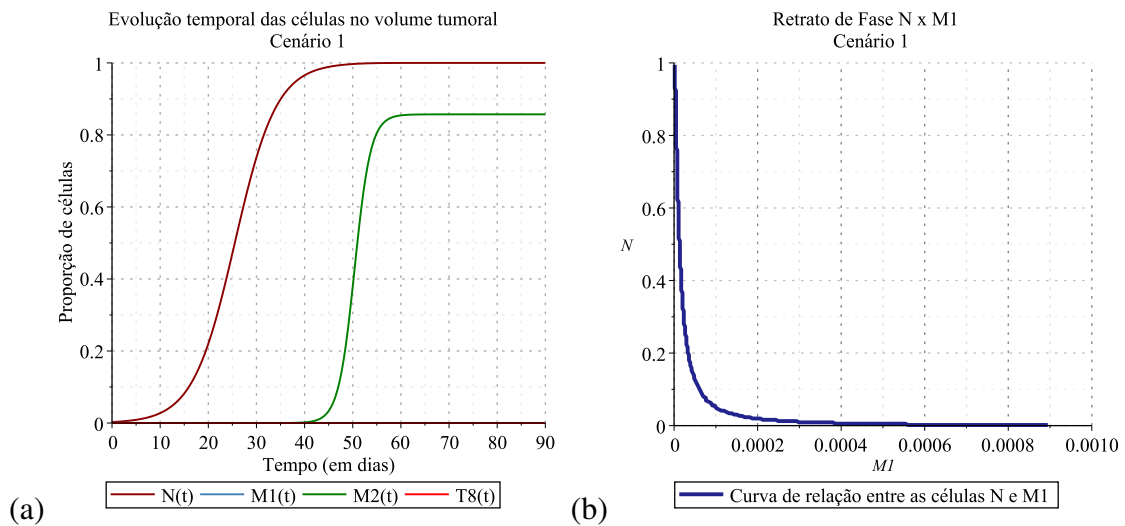 Evolução temporal das células no volume tumoral
Cenário 1
1
0.8
0.6
0.4
0.2
0
Proporção de células
0 10 20 30 40 50 60 70 80 90
Tempo (em dias)
N(t) M1(t) M2(t) T8(t)
(a)
Retrato de Fase N x M1
Cenário 1
1
0.8
0.6
N
0.4
0.2
0
0 0.0002 0.0004 0.0006 0.0008 0.0010
M1
Curva de relação entre as células N e M1
(b)